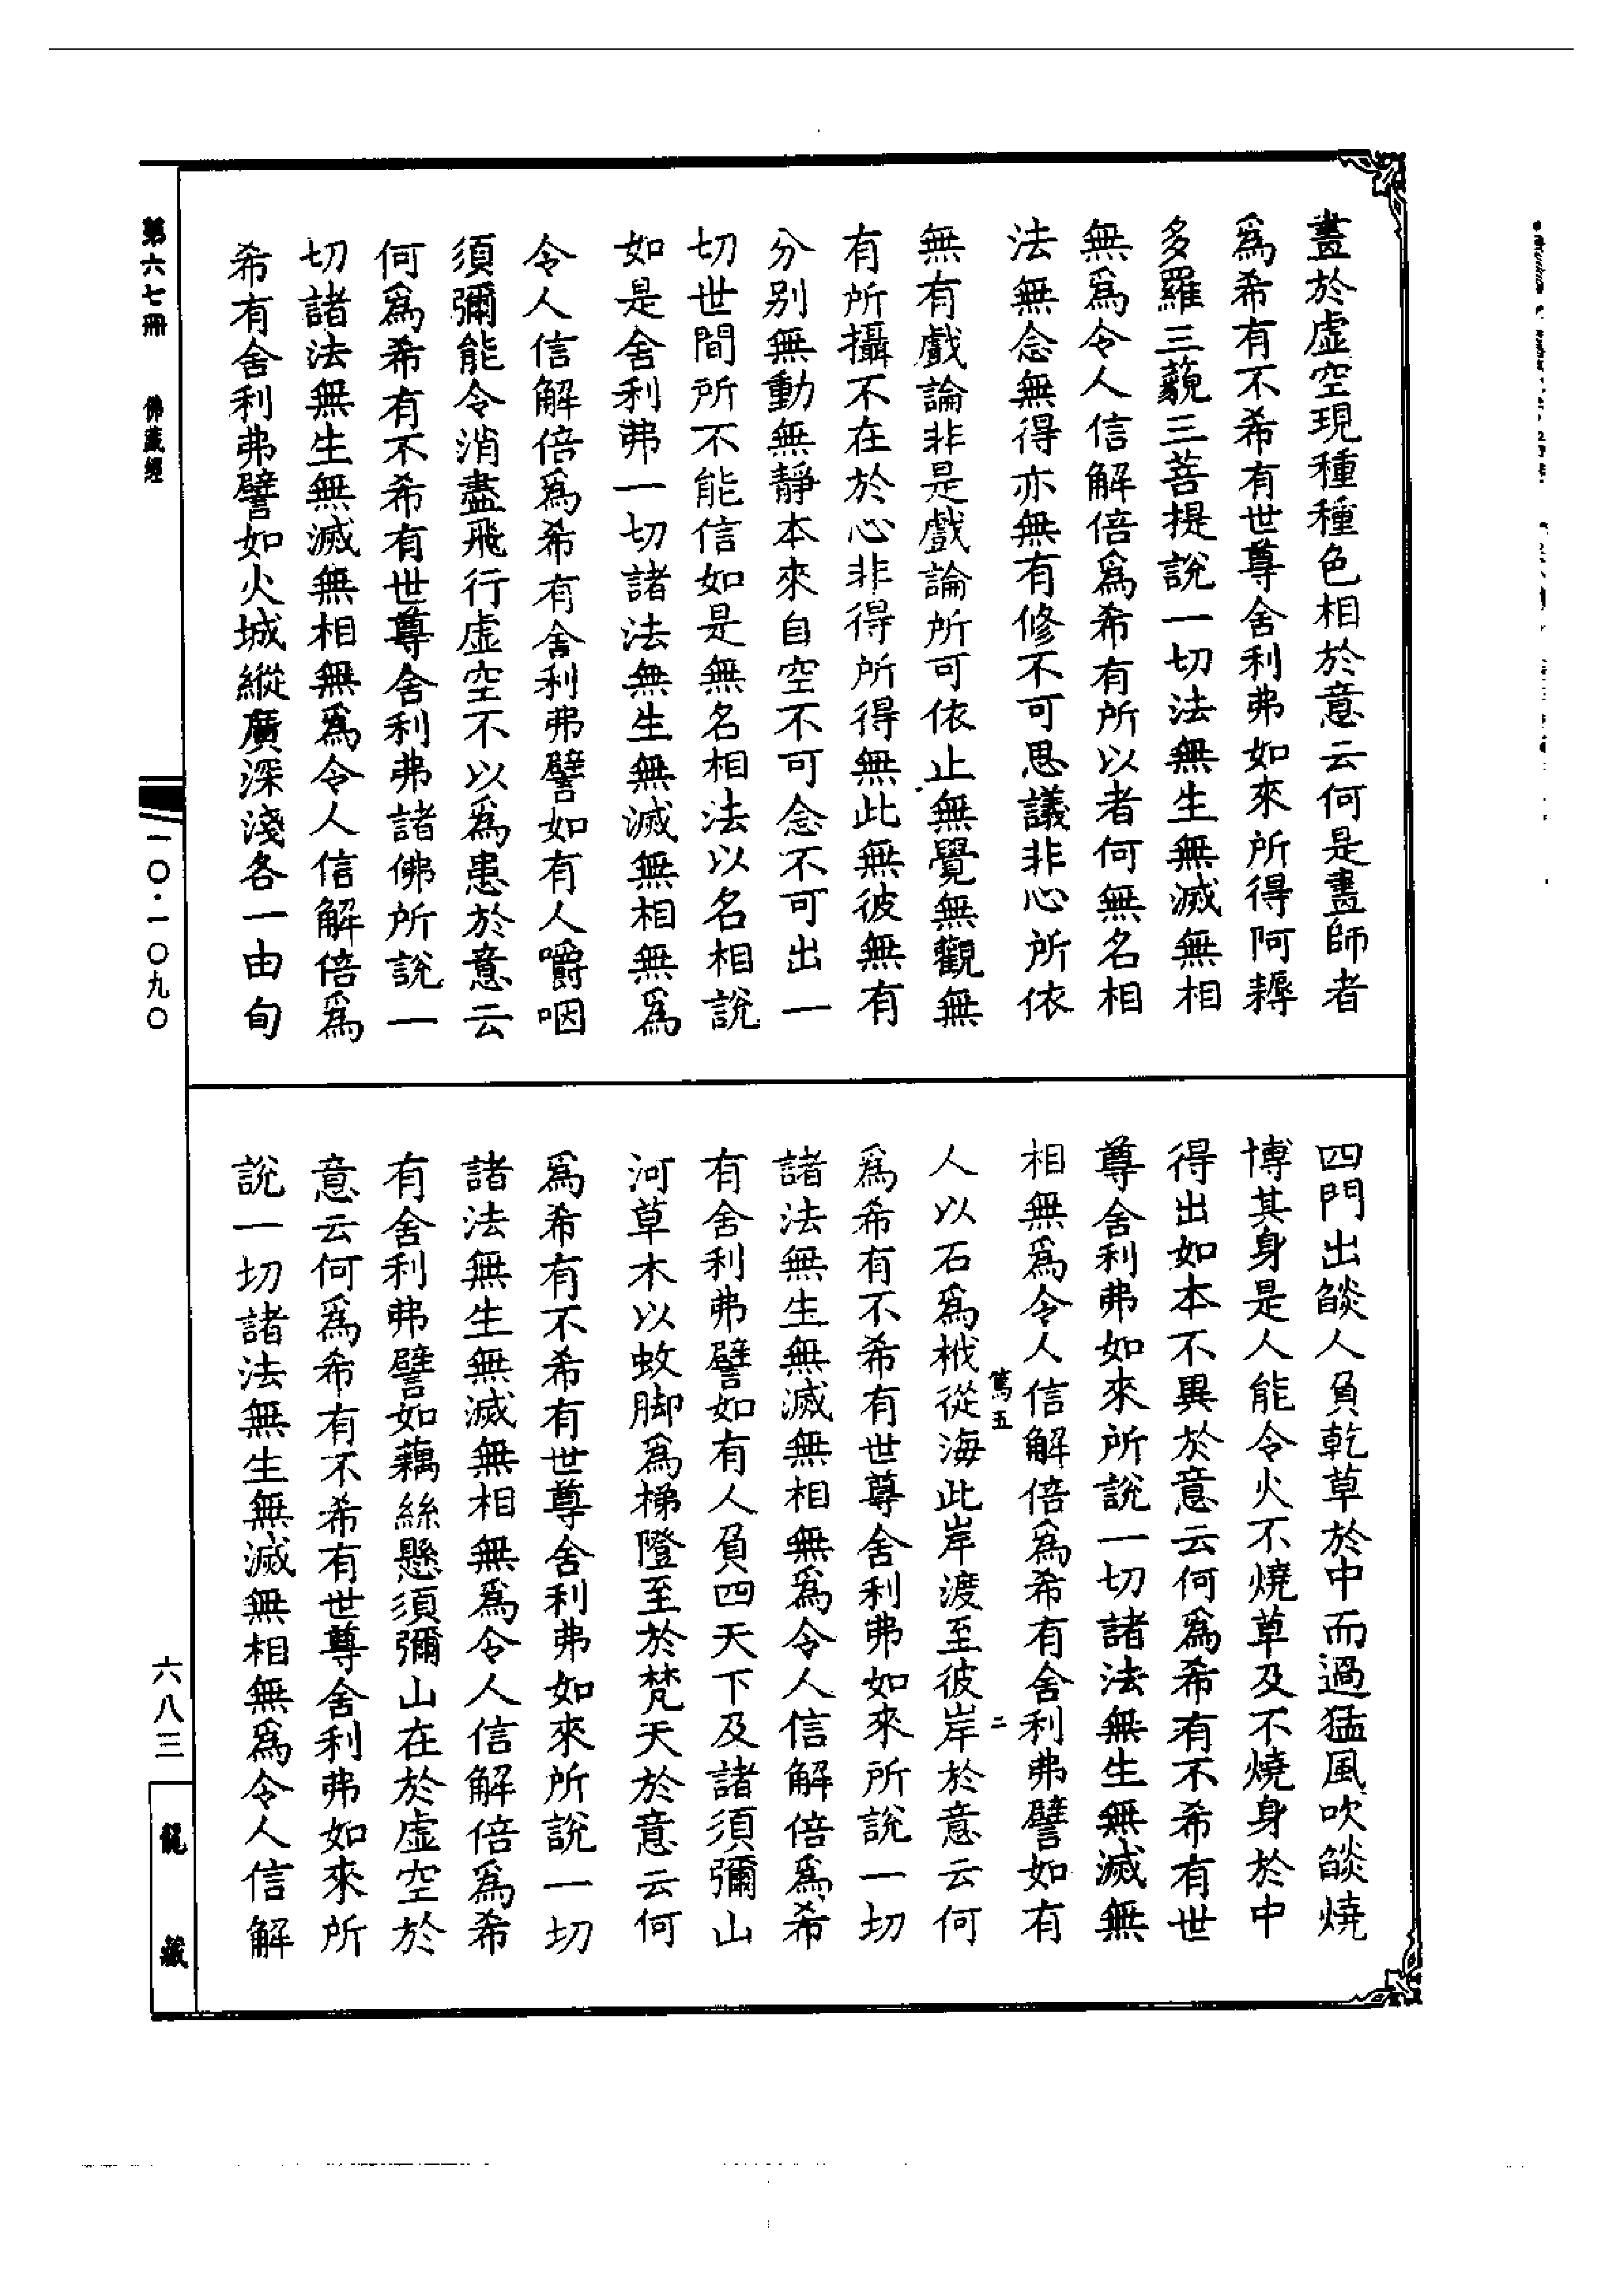 畫於虛空現種種色相於意云何是畫師者
爲希有不希有世尊舍利弗如來所得阿耨
多羅三藐三菩提說一切法無生無滅無相
無爲令人信解倍爲希有所以者何無名相
法無念無得亦無有修不可思議非心所依
無有戲論非是戲論所可依止無覺無觀無
有所攝不在於心非得所得無此無彼無有
分別無動無靜本來自空不可念不可出一
切世間所不能信如是無名相法以名相說
如是舍利弗一切諸法無生無滅無相無爲
令人信解倍爲希有舍利弗譬如有人嚼咽
須彌能令消盡飛行虛空不以爲患於意云
何爲希有不希有世尊舍利弗諸佛所說一
切諸法無生無滅無相無爲令人信解倍爲
希有舍利弗譬如火城縱廣深淺各一由旬
四門出燄人負乾草於中而過猛風吹燄燒
博其身是人能令火不燒草及不燒身於中
得出如本不異於意云何爲希有不希有世
尊舍利弗如來所說一切諸法無生無滅無
相無爲令人信解倍爲希有舍利弗譬如有
篤五 二
人以石爲栰從海此岸渡至彼岸於意云何
爲希有不希有世尊舍利弗如來所說一切
諸法無生無滅無相無爲令人信解倍爲希
有舍利弗譬如有人負四天下及諸須彌山
河草木以蚊脚爲梯隥至於梵天於意云何
爲希有不希有世尊舍利弗如來所說一切
諸法無生無滅無相無爲令人信解倍爲希
有舍利弗譬如藕絲懸須彌山在於虛空於
意云何爲希有不希有世尊舍利弗如來所
說一切諸法無生無滅無相無爲令人信解
第六七冊 佛藏經
一〇·一〇九〇
六八三
龍藏